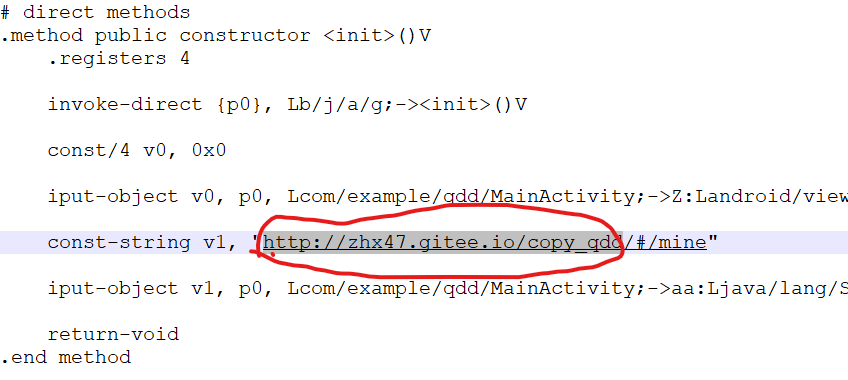 # direct methods
.method public constructor <init>()V
.registers 4
invoke-direct {p0}, Lb/j/a/g;-><init>()V
const/4 v0, 0x0
iput-object v0, p0, Lcom/example/qdd/MainActivity;->Z:Landroid/view
const-string v1, "http://zhx47.gitee.io/copy_qdd/#/mine"
iput-object v1, p0, Lcom/example/qdd/MainActivity;->aa:Ljava/lang/S
return-void
.end method